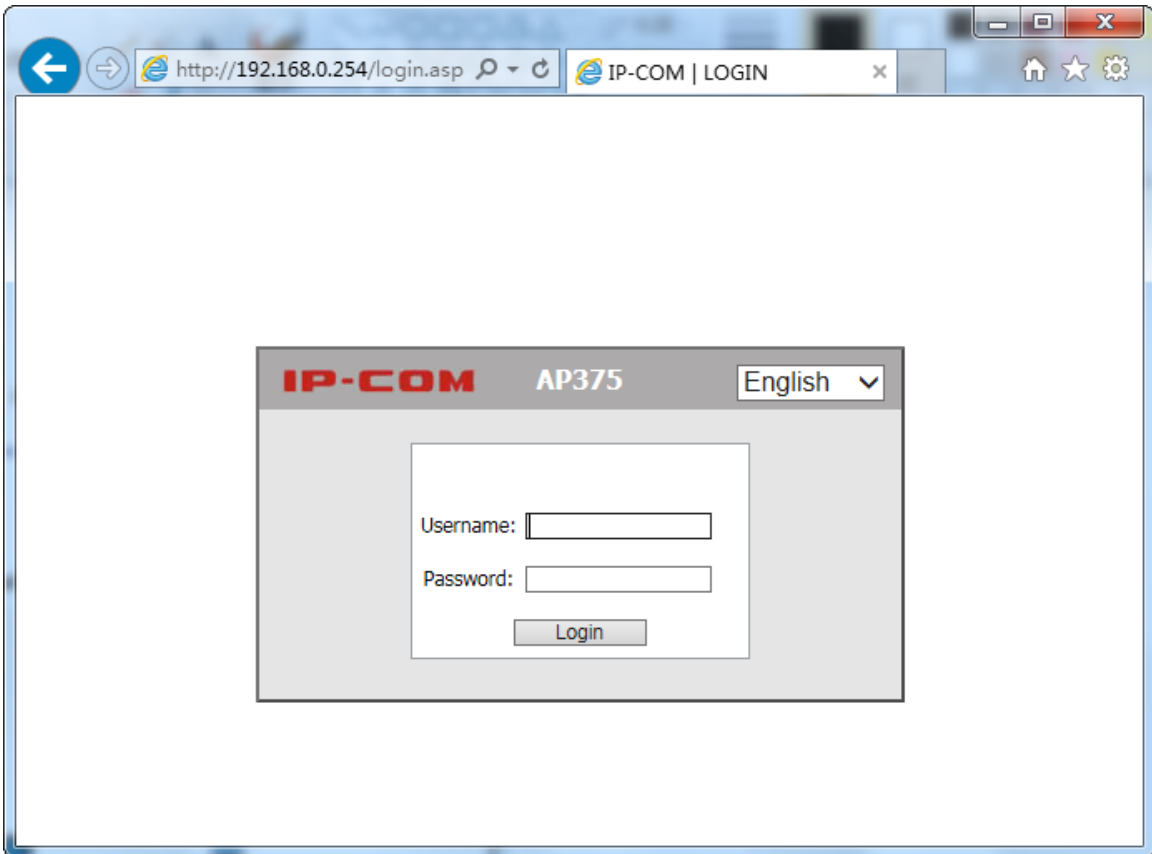 http://192.168.0.254/login.asp
IP-COM | LOGIN
IP-COM AP375 English
Username:
Password:
Login